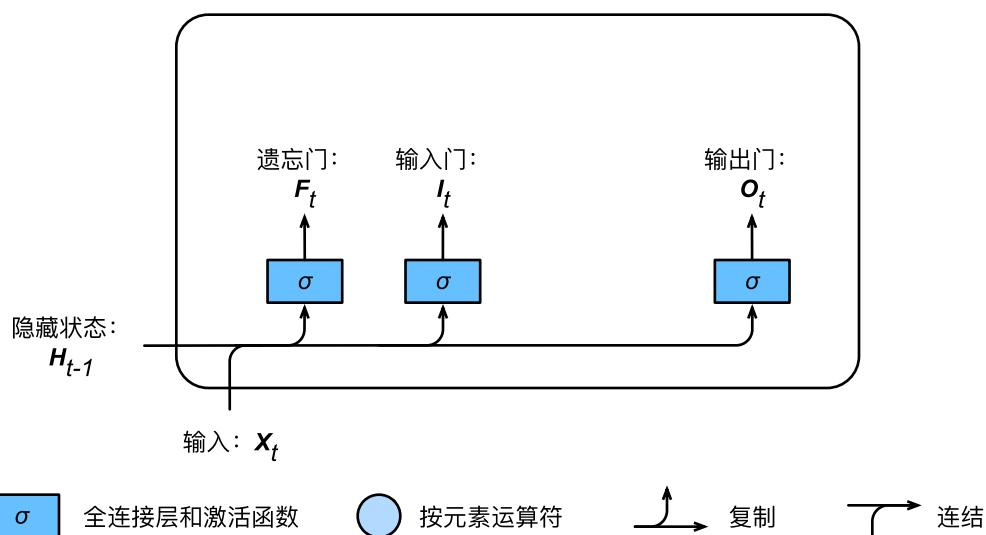 遗忘门：
F_t
输入门：
I_t
输出门：
O_t
σ
σ
σ
隐藏状态：
H_{t-1}
输入：X_t
σ 全连接层和激活函数
按元素运算符
复制
连结